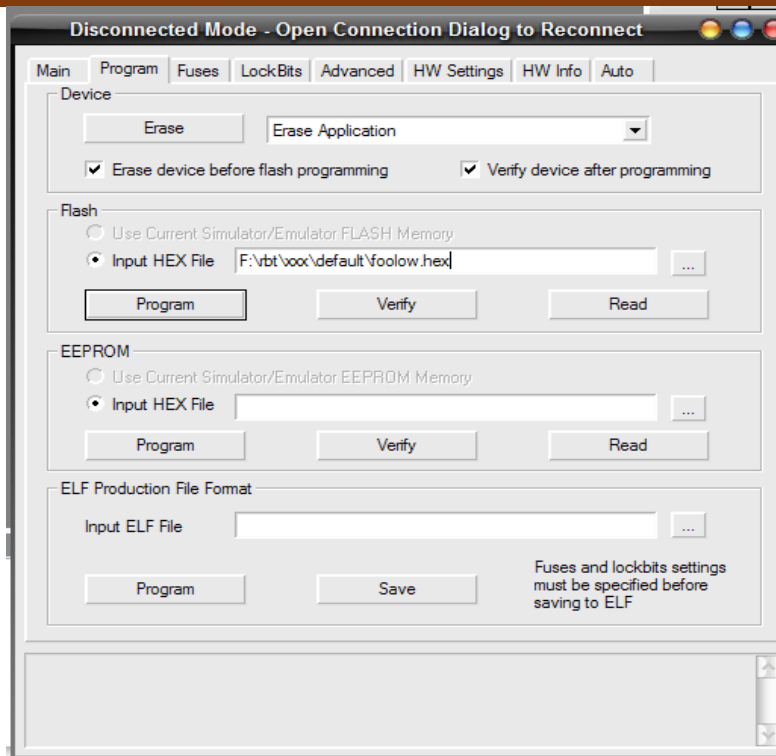 Disconnected Mode - Open Connection Dialog to Reconnect
Main Program Fuses LockBits Advanced HW Settings HW Info Auto
Device
Erase Erase Application
Erase device before flash programming Verify device after programming
Flash
Use Current Simulator/Emulator FLASH Memory
Input HEX File F:\rbt\xxx\default\foolow.hex ...
Program Verify Read
EEPROM
Use Current Simulator/Emulator EEPROM Memory
Input HEX File ...
Program Verify Read
ELF Production File Format
Input ELF File ...
Fuses and lockbits settings
must be specified before
saving to ELF
Program Save